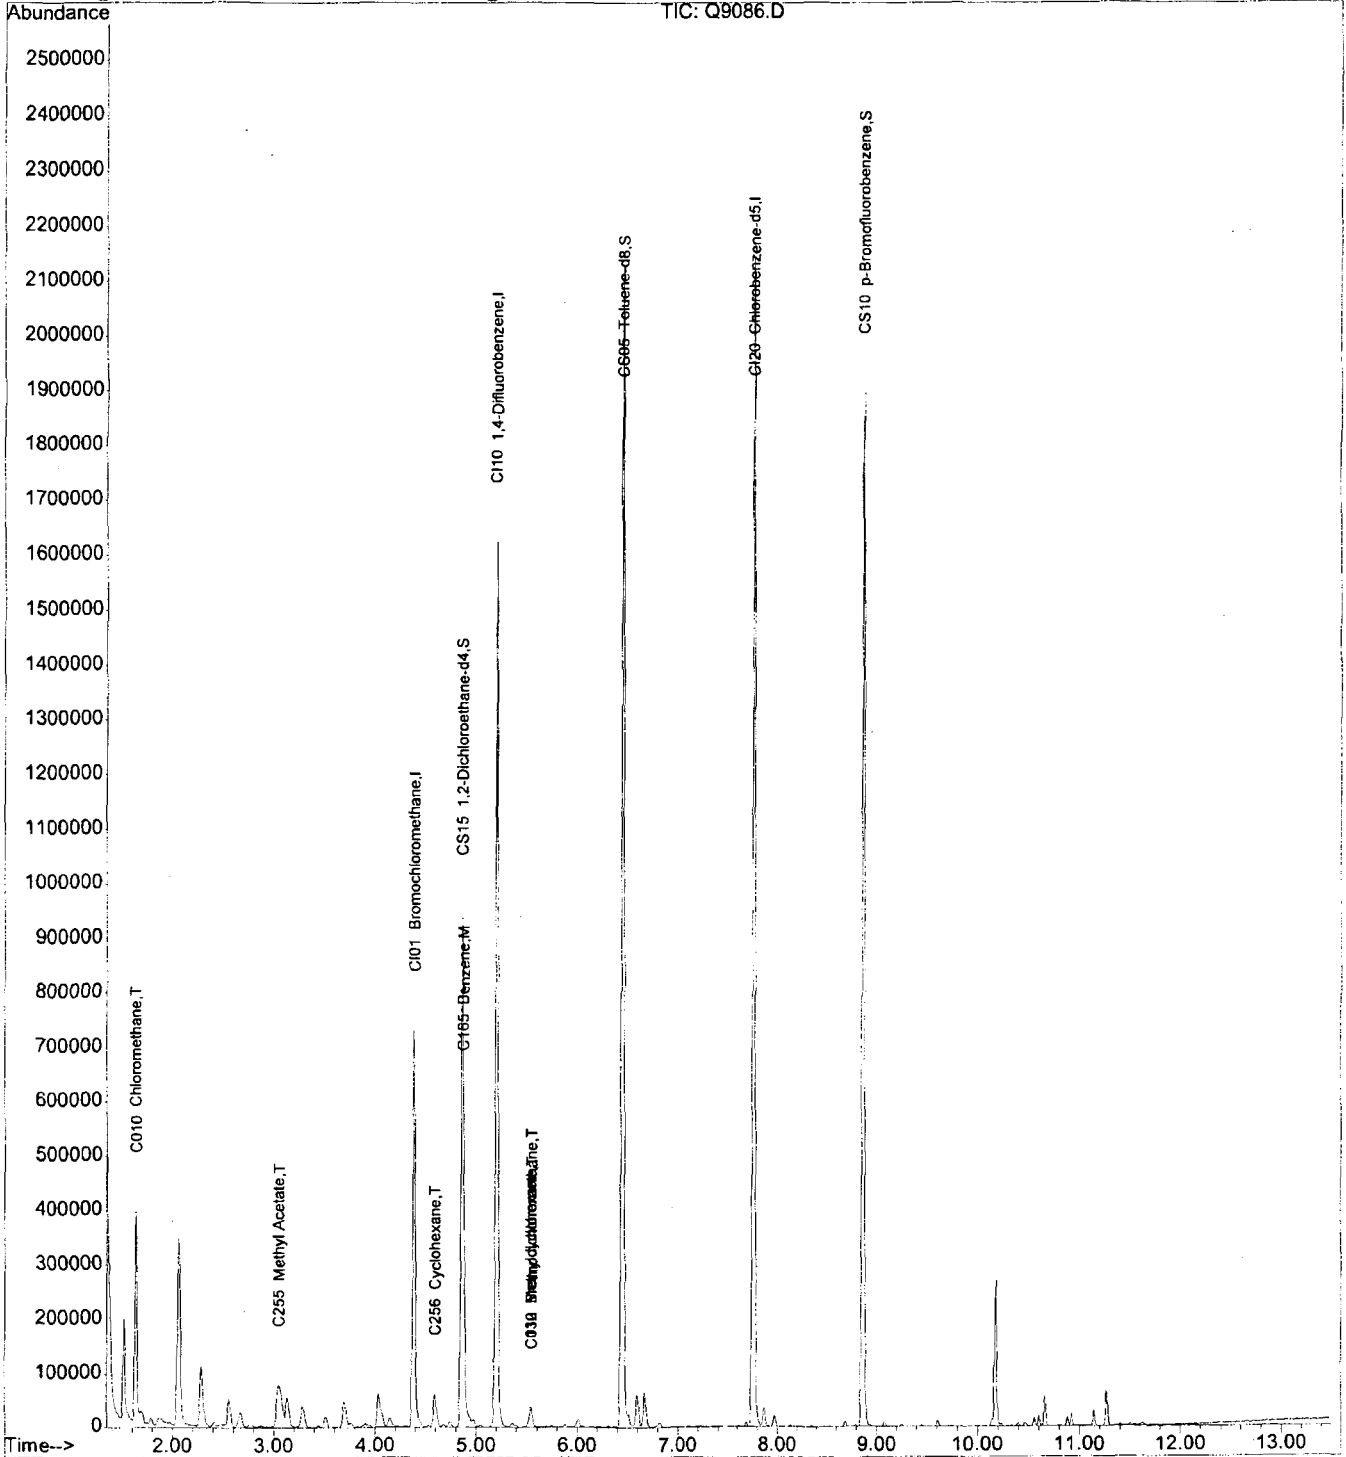 Abundance
TIC: Q9086.D
2500000
2400000
2300000
2200000
2100000
2000000
1900000
1800000
1700000
1600000
1500000
1400000
1300000
1200000
1100000
1000000
900000
800000
700000
600000
500000
400000
300000
200000
100000
0
C010 Chloromethane,T
C255 Methyl Acetate,T
CI01 Bromochloromethane,I
C256 Cyclohexane,T
CS15 1,2-Dichloroethane-d4,S
C165 Benzene,M
CI10 1,4-Difluorobenzene,I
CS05 Toluene-d8,S
CI20 Chlorobenzene-d5,I
CS10 p-Bromofluorobenzene,S
Time-->
2.00 3.00 4.00 5.00 6.00 7.00 8.00 9.00 10.00 11.00 12.00 13.00